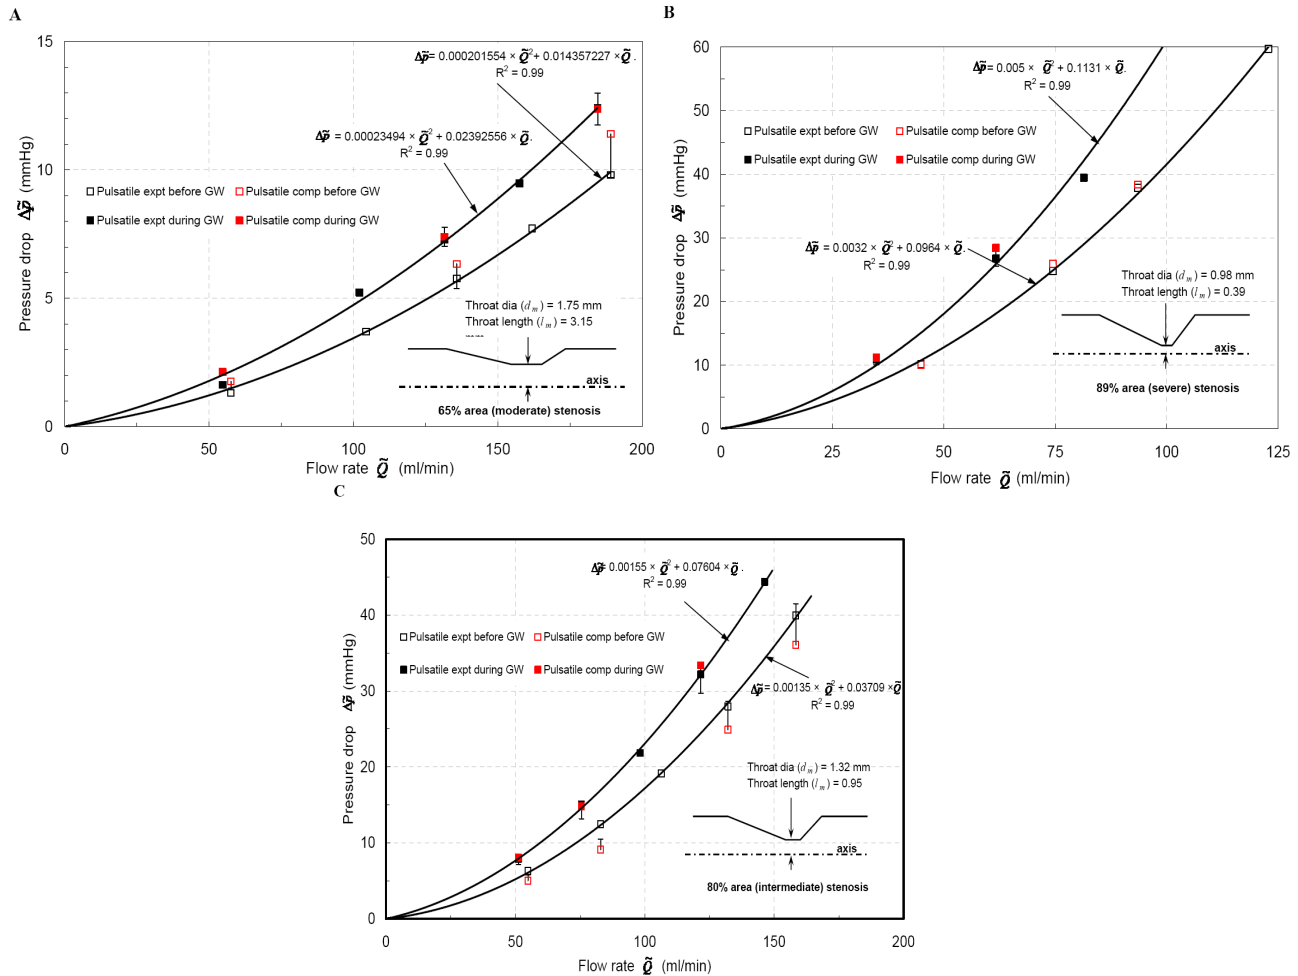 A
15
10
5
0
0
50
100
150
200
Pressure drop Δp̃ (mmHg)
Flow rate Q̃ (ml/min)
Δp̃ = 0.000201554 × Q̃² + 0.014357227 × Q̃ .
R² = 0.99
Δp̃ = 0.00023494 × Q̃² + 0.02392556 × Q̃ .
R² = 0.99
Pulsatile expt before GW
Pulsatile comp before GW
Pulsatile expt during GW
Pulsatile comp during GW
Throat dia (dₘ) = 1.75 mm
Throat length (lₘ) = 3.15
axis
65% area (moderate) stenosis
B
60
50
40
30
20
10
0
0
25
50
75
100
125
Pressure drop Δp̃ (mmHg)
Flow rate Q̃ (ml/min)
Δp̃ = 0.005 × Q̃² + 0.1131 × Q̃.
R² = 0.99
Pulsatile expt before GW
Pulsatile comp before GW
Pulsatile expt during GW
Pulsatile comp during GW
Δp̃ = 0.0032 × Q̃² + 0.0964 × Q̃.
R² = 0.99
Throat dia (dₘ) = 0.98 mm
Throat length (lₘ) = 0.39
axis
89% area (severe) stenosis
C
50
40
30
20
10
0
0
50
100
150
200
Pressure drop Δp̃ (mmHg)
Flow rate Q̃ (ml/min)
Δp̃ = 0.00155 × Q̃² + 0.07604 × Q̃ .
R² = 0.99
Pulsatile expt before GW
Pulsatile comp before GW
Pulsatile expt during GW
Pulsatile comp during GW
Δp̃ = 0.00135 × Q̃² + 0.03709 × Q̃
R² = 0.99
Throat dia (dₘ) = 1.32 mm
Throat length (lₘ) = 0.95
axis
80% area (intermediate) stenosis